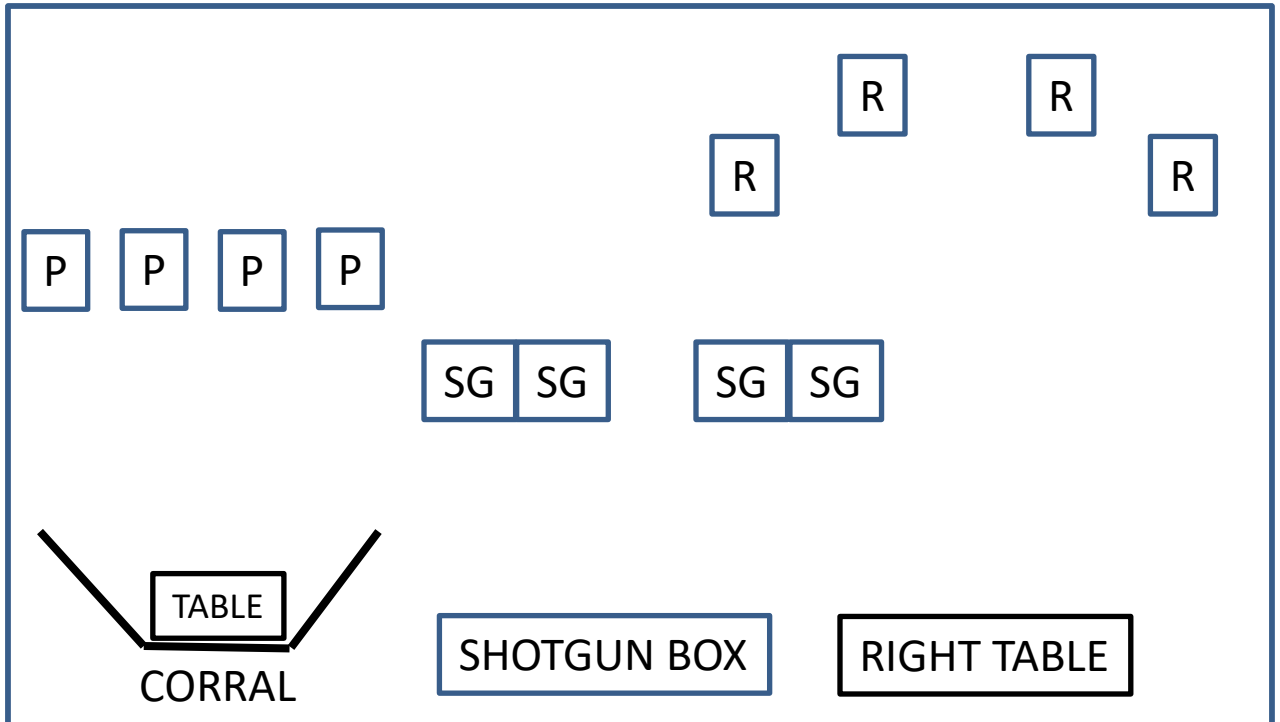 R R
R R
P P P P
SG SG SG SG
TABLE
SHOTGUN BOX RIGHT TABLE
CORRAL